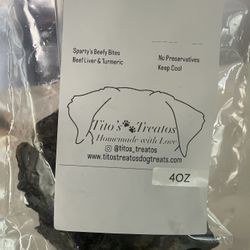 Sparty's Beefy Bites
Beef Liver & Turmeric
No Preservatives
Keep Cool
Tito's Treatos
Homemade with Love
@titos_treatos
www.titostreatosdogtreats.com
4OZ